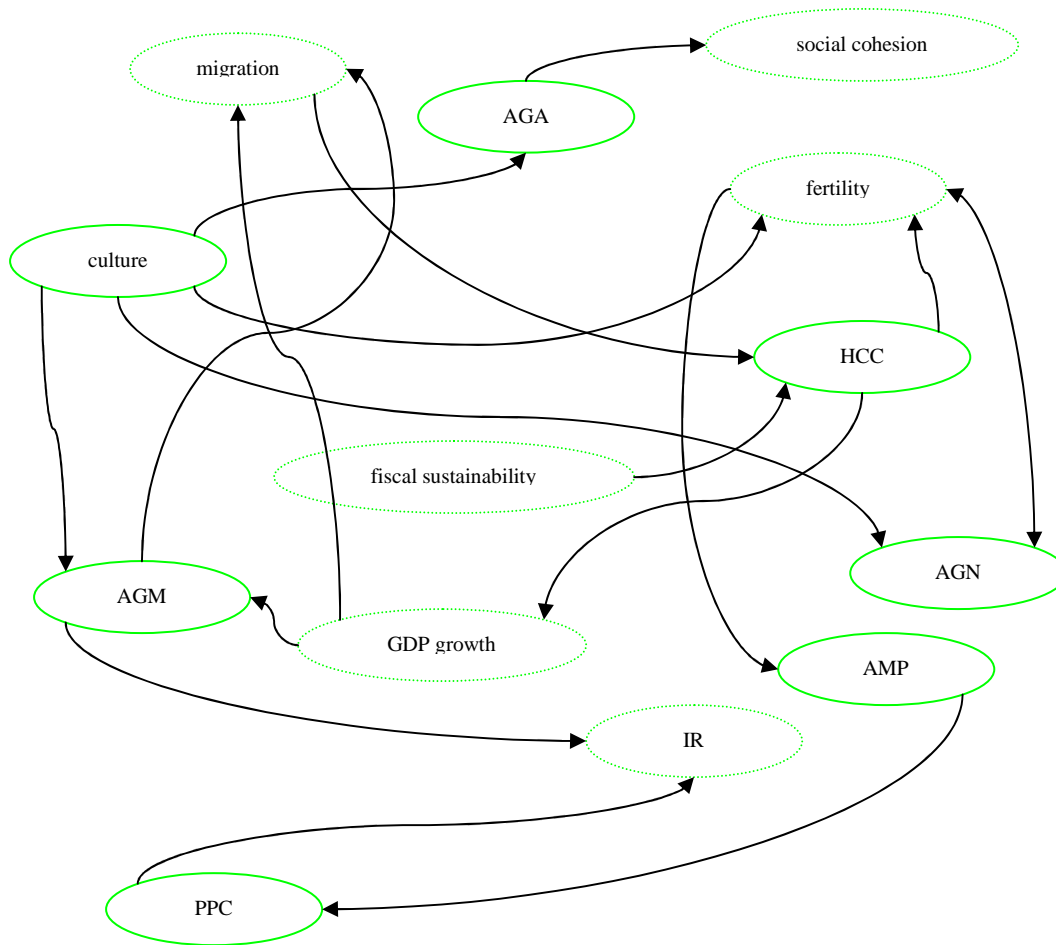 social cohesion
migration
AGA
fertility
culture
HCC
fiscal sustainability
AGN
AGM
GDP growth
AMP
IR
PPC